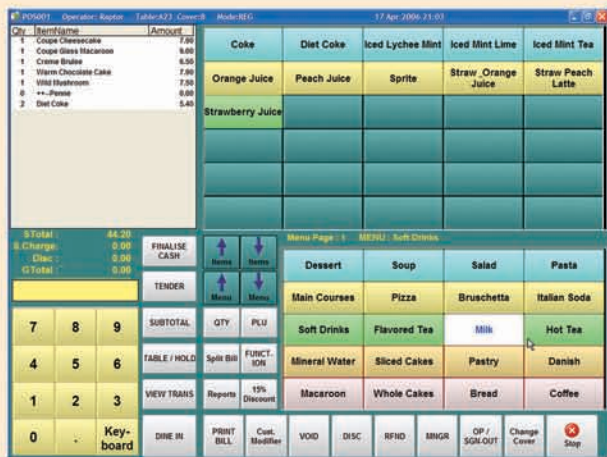 POS001 Operator: Raptor Table:A23 Cover:8 Mode:REG 17 Apr 2006 21:03
Qty ItemName Amount
1 Coupe Cheesecake 7.90
1 Coupe Glass Macaroon 9.00
1 Creme Brulee 6.50
1 Warm Chocolate Cake 7.90
1 Wild Mushroom 7.50
0 ++-Penne 0.00
2 Diet Coke 5.40
Coke Diet Coke Iced Lychee Mint Iced Mint Lime Iced Mint Tea
Orange Juice Peach Juice Sprite Straw_Orange Juice Straw Peach Latte
Strawberry Juice
STotal : 44.20
S.Charge: 0.00
Disc : 0.00
GTotal : 0.00
Menu Page : 1 MENU : Soft Drinks
FINALISE CASH
TENDER
SUBTOTAL
TABLE / HOLD
VIEW TRANS
DINE IN
Items Items
Menu Menu
QTY PLU
Split Bill FUNCT-ION
Reports 15% Discount
Dessert Soup Salad Pasta
Main Courses Pizza Bruschetta Italian Soda
Soft Drinks Flavored Tea Milk Hot Tea
Mineral Water Sliced Cakes Pastry Danish
Macaroon Whole Cakes Bread Coffee
7 8 9
4 5 6
1 2 3
0 . Key-board
PRINT BILL Cust. Modifier VOID DISC RFND MNGR OP / SGN-OUT Change Cover Stop